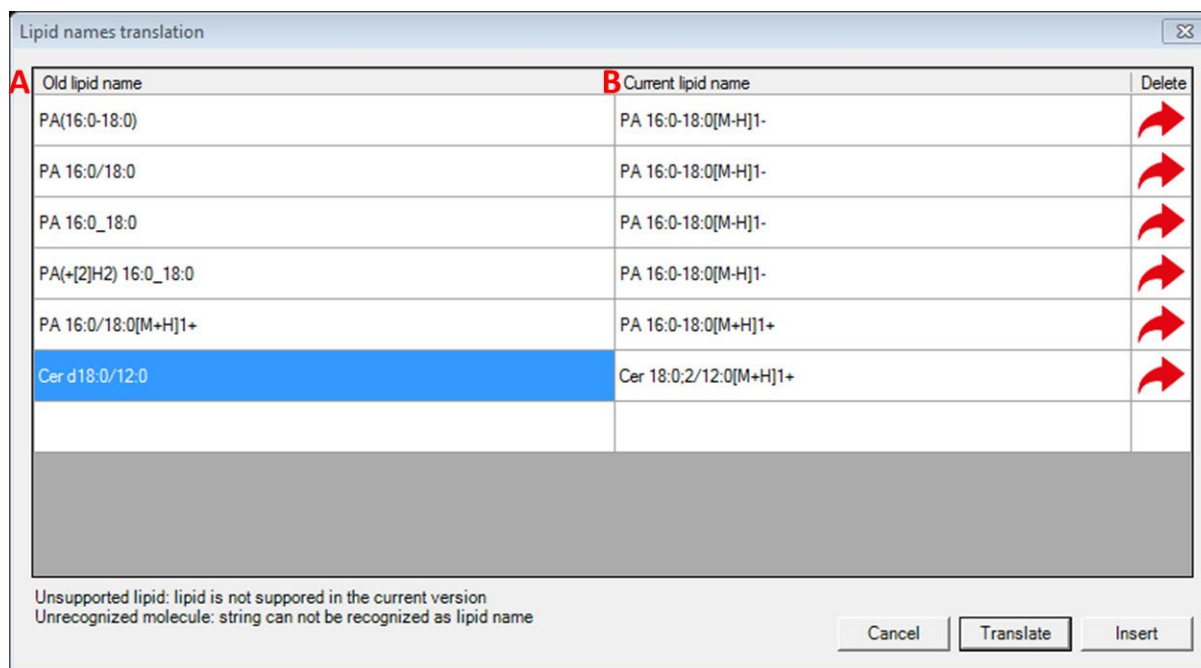 Lipid names translation
A Old lipid name B Current lipid name Delete
PA(16:0-18:0) PA 16:0-18:0[M-H]1-
PA 16:0/18:0 PA 16:0-18:0[M-H]1-
PA 16:0_18:0 PA 16:0-18:0[M-H]1-
PA(+[2]H2) 16:0_18:0 PA 16:0-18:0[M-H]1-
PA 16:0/18:0[M+H]1+ PA 16:0-18:0[M+H]1+
Cer d18:0/12:0 Cer 18:0;2/12:0[M+H]1+
Unsupported lipid: lipid is not suppored in the current version
Unrecognized molecule: string can not be recognized as lipid name
Cancel Translate Insert